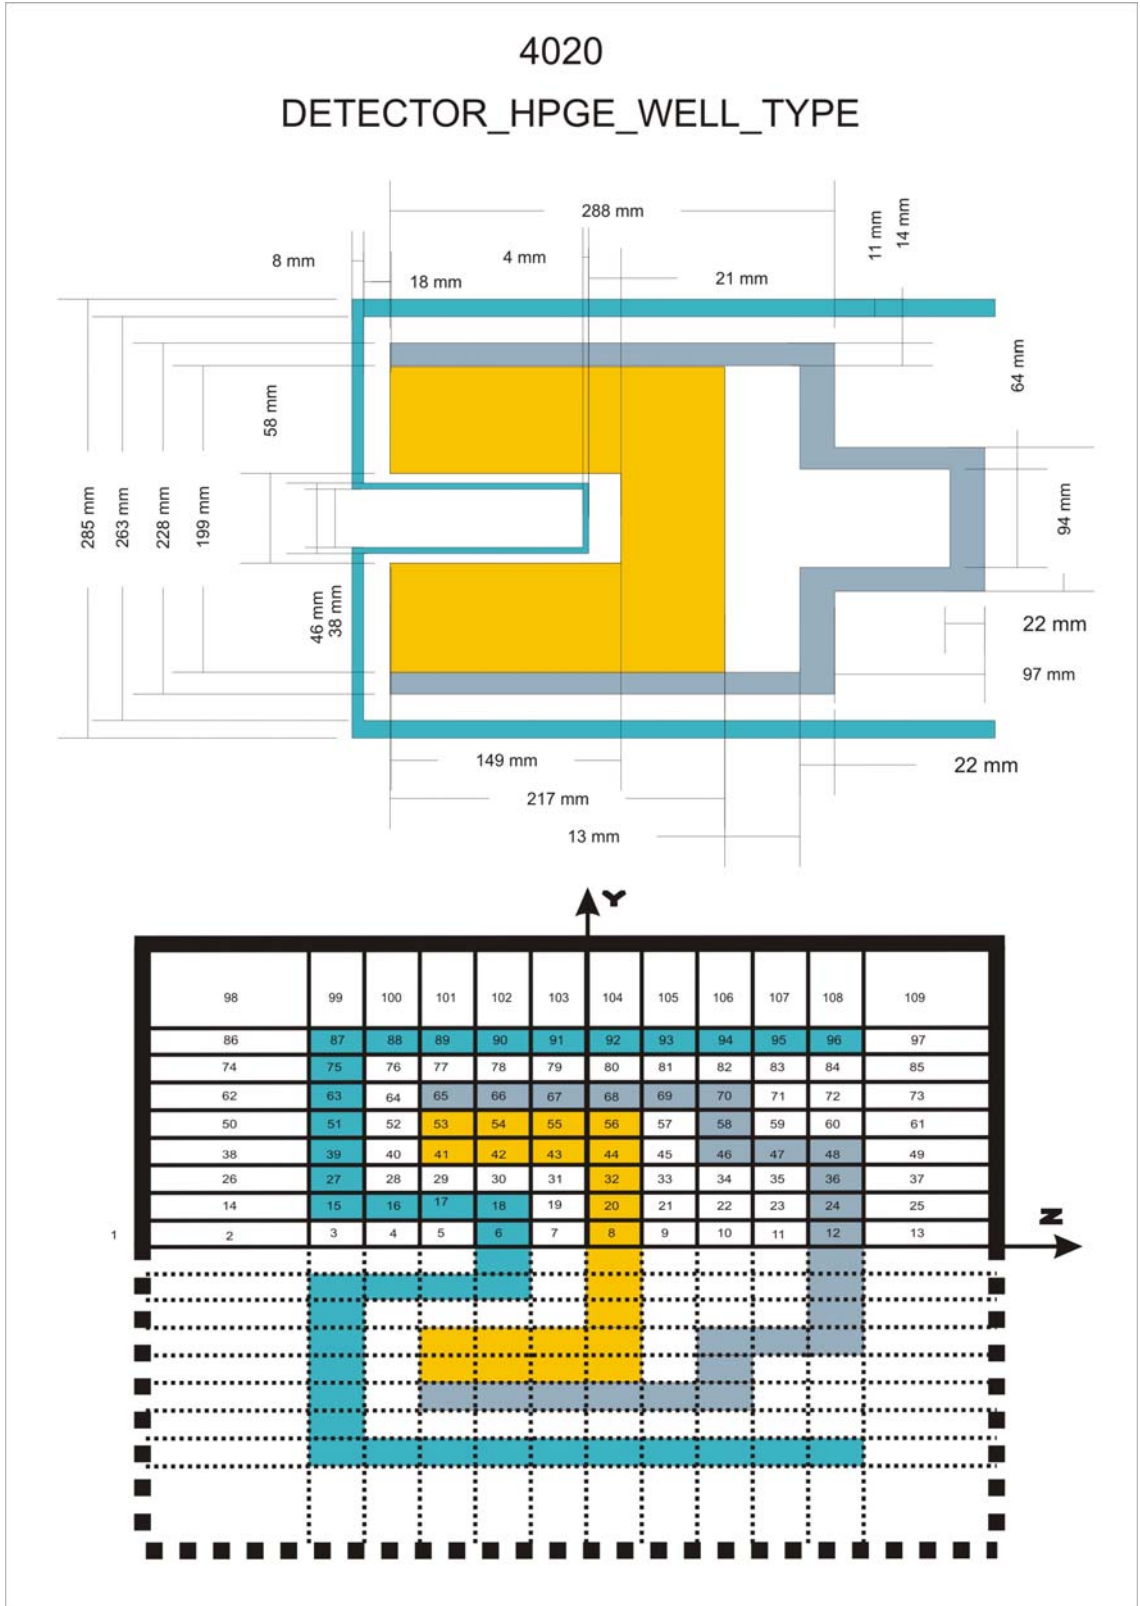 4020
DETECTOR_HPGE_WELL_TYPE
288 mm
11 mm
14 mm
8 mm
4 mm
18 mm
21 mm
64 mm
58 mm
285 mm
263 mm
228 mm
199 mm
94 mm
46 mm
38 mm
22 mm
97 mm
149 mm
22 mm
217 mm
13 mm
Y
98 99 100 101 102 103 104 105 106 107 108 109
86 87 88 89 90 91 92 93 94 95 96 97
74 75 76 77 78 79 80 81 82 83 84 85
62 63 64 65 66 67 68 69 70 71 72 73
50 51 52 53 54 55 56 57 58 59 60 61
38 39 40 41 42 43 44 45 46 47 48 49
26 27 28 29 30 31 32 33 34 35 36 37
14 15 16 17 18 19 20 21 22 23 24 25
Z
1 2 3 4 5 6 7 8 9 10 11 12 13